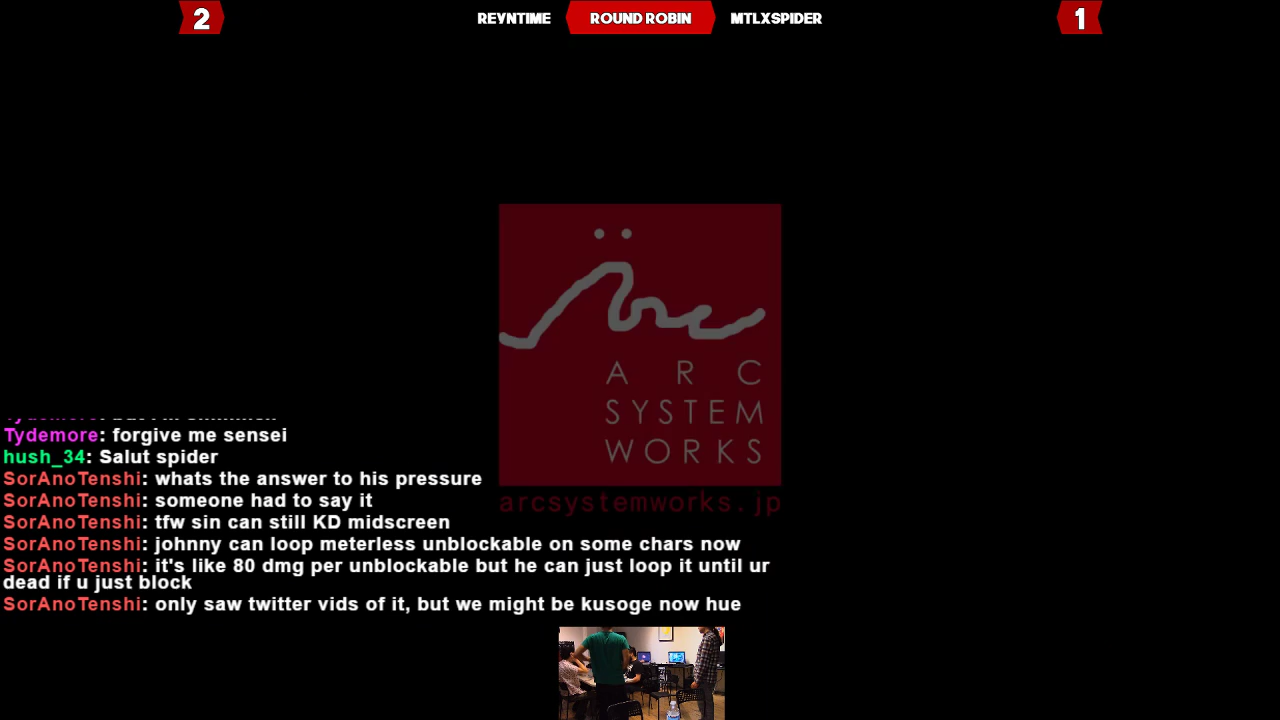 2 REYNTIME ROUND ROBIN MTLXSPIDER 1
ARC
SYSTEM
WORKS
arcsystemworks.jp
Tydemore: forgive me sensei
hush_34: Salut spider
SorAnoTenshi: whats the answer to his pressure
SorAnoTenshi: someone had to say it
SorAnoTenshi: tfw sin can still KD midscreen
SorAnoTenshi: johnny can loop meterless unblockable on some chars now
SorAnoTenshi: it's like 80 dmg per unblockable but he can just loop it until ur
dead if u just block
SorAnoTenshi: only saw twitter vids of it, but we might be kusoge now hue